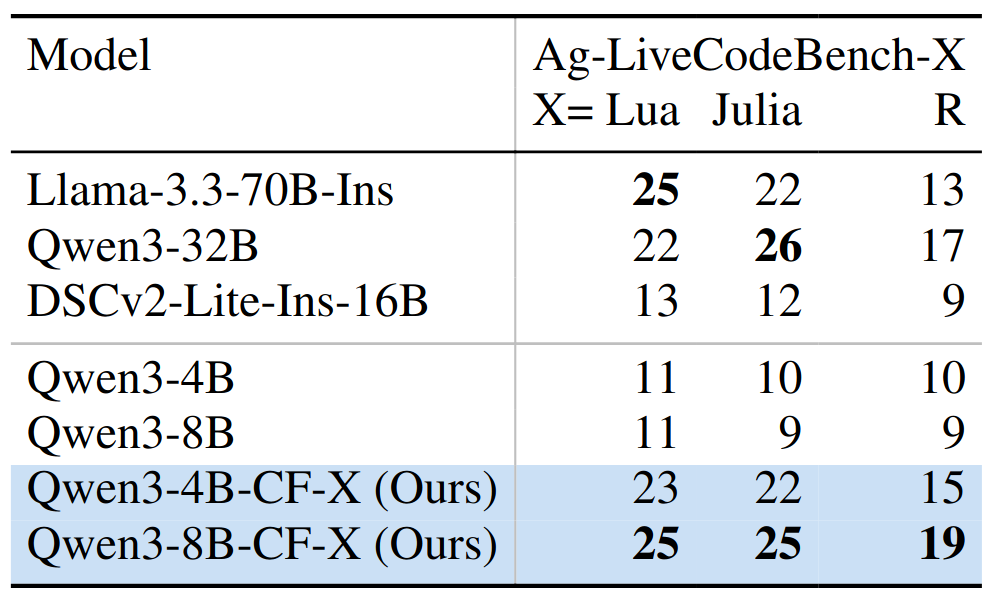 Model Ag-LiveCodeBench-X
X= Lua Julia R
Llama-3.3-70B-Ins 25 22 13
Qwen3-32B 22 26 17
DSCv2-Lite-Ins-16B 13 12 9
Qwen3-4B 11 10 10
Qwen3-8B 11 9 9
Qwen3-4B-CF-X (Ours) 23 22 15
Qwen3-8B-CF-X (Ours) 25 25 19